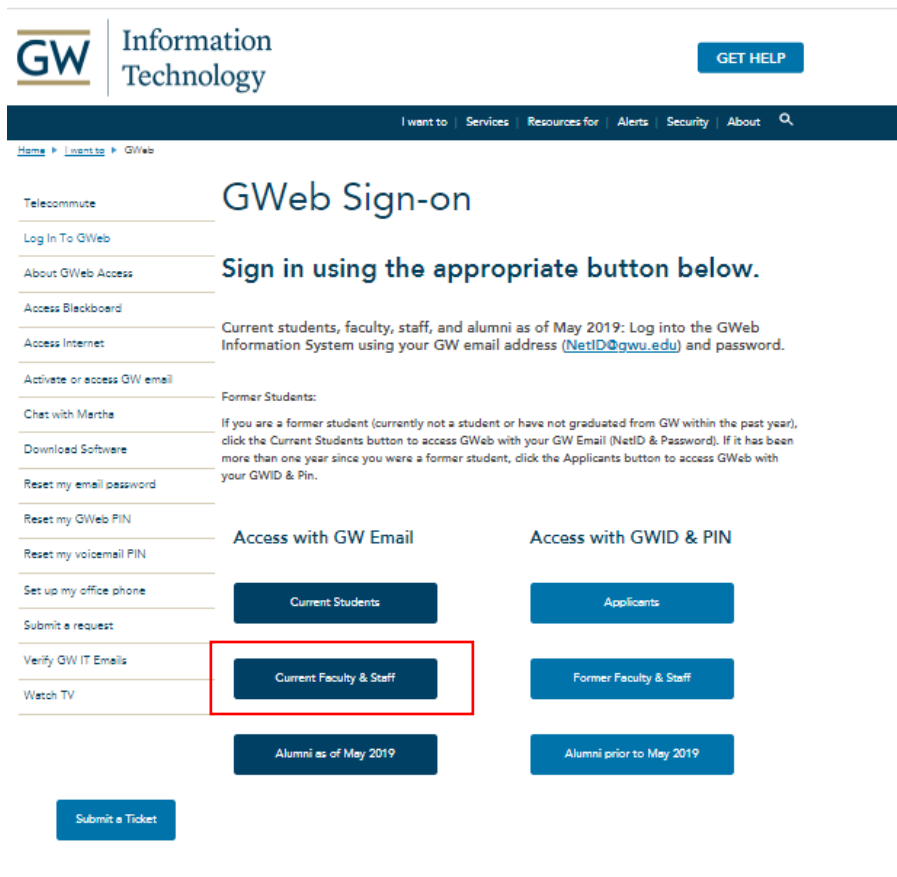 GW Information Technology
GET HELP
I want to | Services | Resources for | Alerts | Security | About
Home ▶ I want to ▶ GWeb
Telecommute
Log In To GWeb
About GWeb Access
Access Blackboard
Access Internet
Activate or access GW email
Chat with Martha
Download Software
Reset my email password
Reset my GWeb PIN
Reset my voicemail PIN
Set up my office phone
Submit a request
Verify GW IT Emails
Watch TV
Submit a Ticket
GWeb Sign-on
Sign in using the appropriate button below.
Current students, faculty, staff, and alumni as of May 2019: Log into the GWeb
Information System using your GW email address (NetID@gwu.edu) and password.
Former Students:
If you are a former student (currently not a student or have not graduated from GW within the past year),
click the Current Students button to access GWeb with your GW Email (NetID & Password). If it has been
more than one year since you were a former student, click the Applicants button to access GWeb with
your GWID & Pin.
Access with GW Email
Current Students
Current Faculty & Staff
Alumni as of May 2019
Access with GWID & PIN
Applicants
Former Faculty & Staff
Alumni prior to May 2019